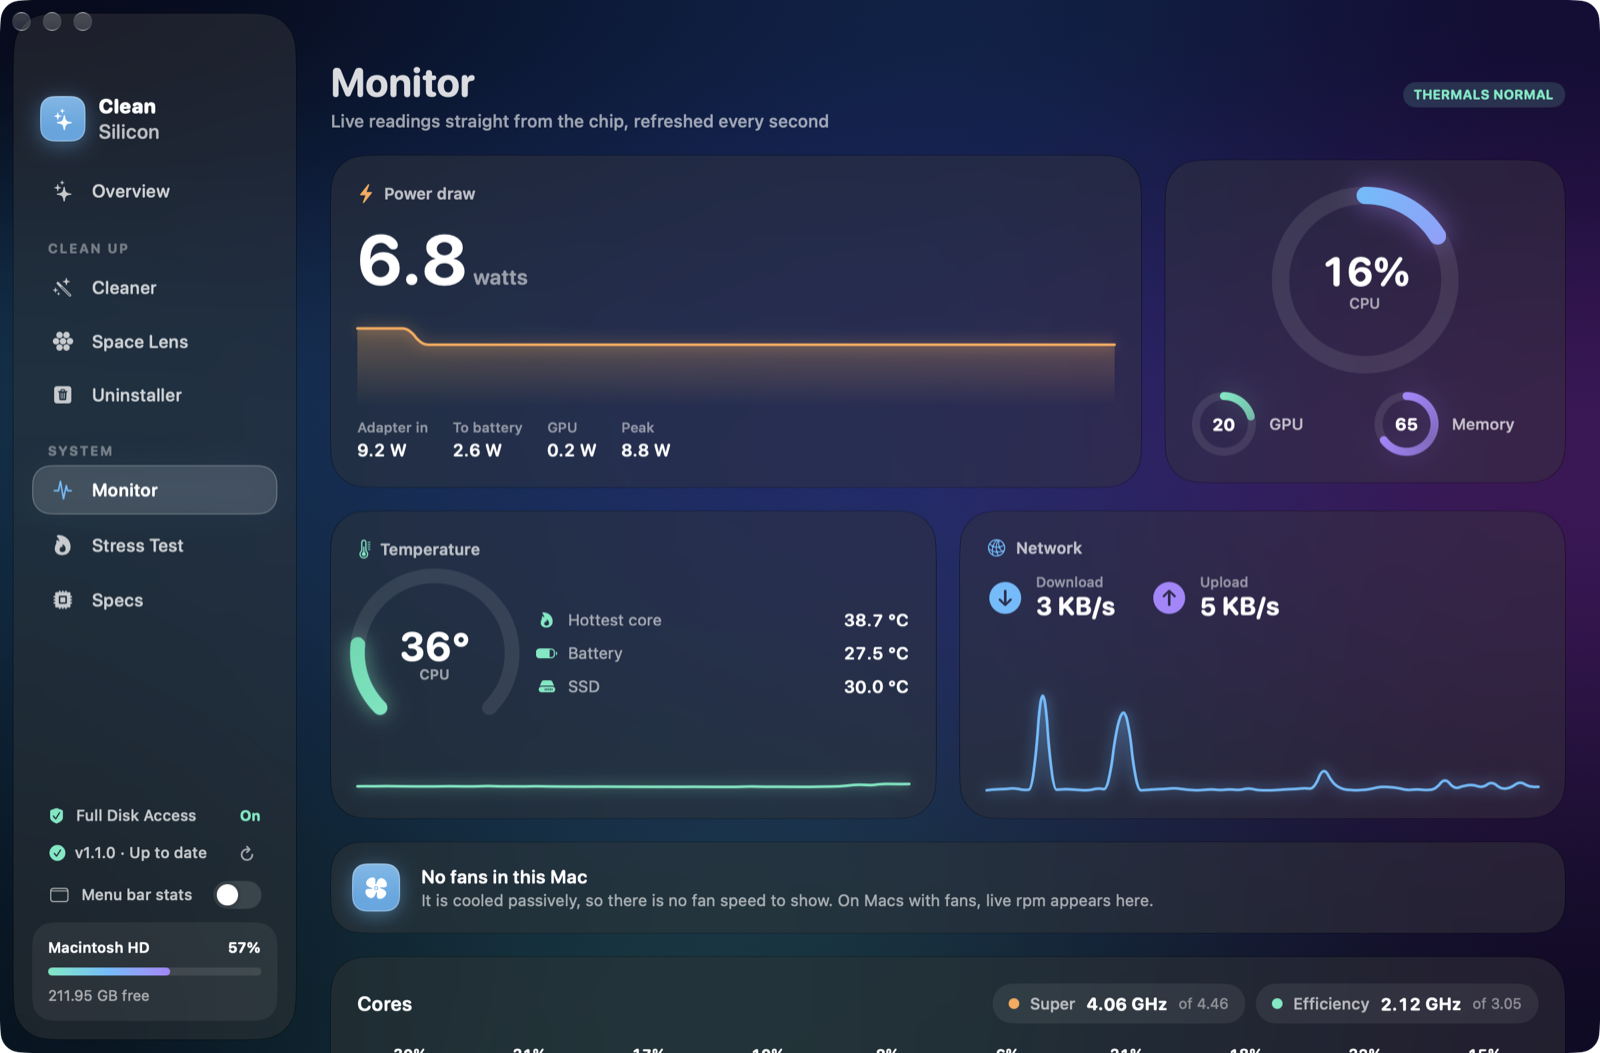 Clean
Silicon
Overview
CLEAN UP
Cleaner
Space Lens
Uninstaller
SYSTEM
Monitor
Stress Test
Specs
Full Disk Access On
v1.1.0 · Up to date
Menu bar stats
Macintosh HD 57%
211.95 GB free
Monitor
Live readings straight from the chip, refreshed every second
THERMALS NORMAL
Power draw
6.8 watts
Adapter in To battery GPU Peak
9.2 W 2.6 W 0.2 W 8.8 W
16%
CPU
20 GPU 65 Memory
Temperature
36°
CPU
Hottest core 38.7 °C
Battery 27.5 °C
SSD 30.0 °C
Network
Download Upload
3 KB/s 5 KB/s
No fans in this Mac
It is cooled passively, so there is no fan speed to show. On Macs with fans, live rpm appears here.
Cores
Super 4.06 GHz of 4.46 Efficiency 2.12 GHz of 3.05